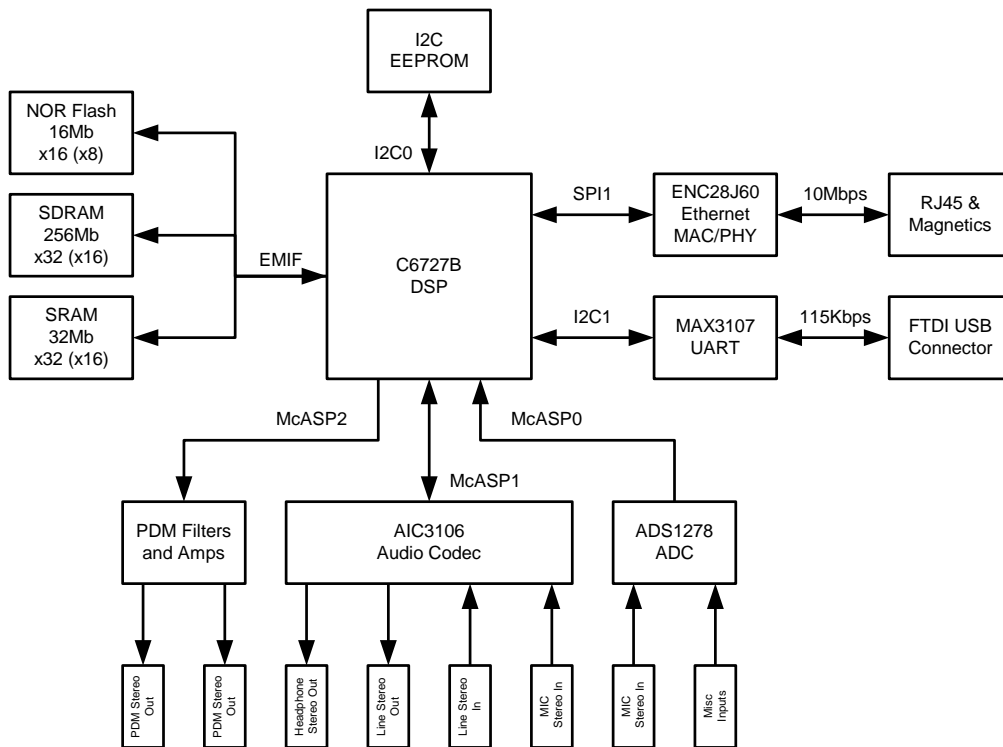 I2C
EEPROM
NOR Flash
16Mb
x16 (x8)
I2C0
SDRAM
256Mb
x32 (x16)
EMIF
SRAM
32Mb
x32 (x16)
C6727B
DSP
SPI1
ENC28J60
Ethernet
MAC/PHY
10Mbps
RJ45 &
Magnetics
I2C1
MAX3107
UART
115Kbps
FTDI USB
Connector
McASP2
McASP0
McASP1
PDM Filters
and Amps
AIC3106
Audio Codec
ADS1278
ADC
PDM Stereo
Out
PDM Stereo
Out
Headphone
Stereo Out
Line Stereo
Out
Line Stereo
In
MIC
Stereo In
MIC
Stereo In
Misc
Inputs